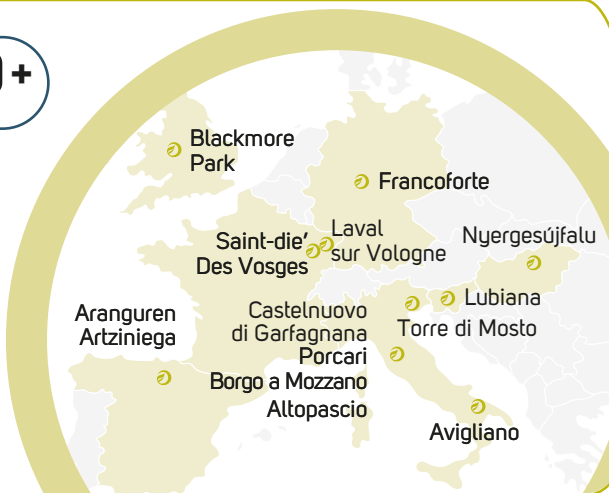 +
Blackmore
Park
Francoforte
Saint-die’
Des Vosges
Laval
sur Vologne
Nyergesújfalu
Lubiana
Torre di Mosto
Aranguren
Artziniega
Castelnuovo
di Garfagnana
Porcari
Borgo a Mozzano
Altopascio
Avigliano